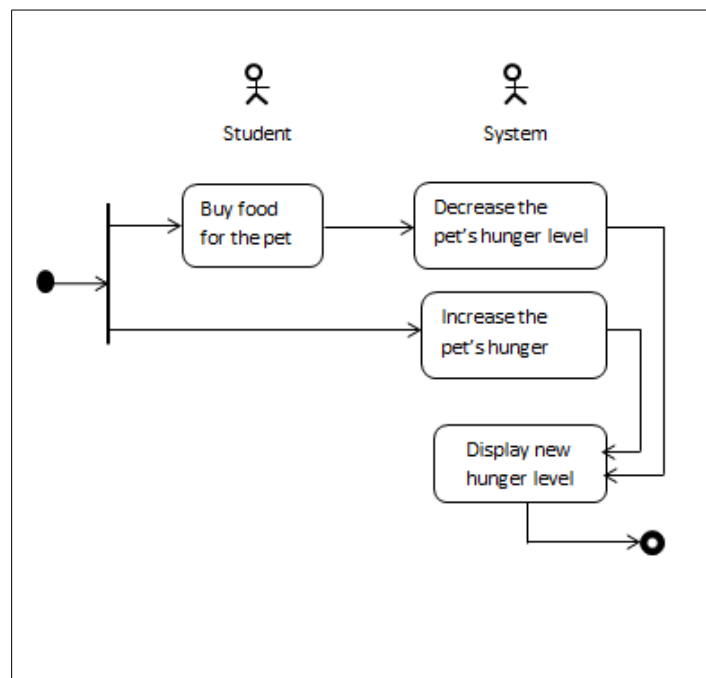 Student
System
Buy food
for the pet
Decrease the
pet's hunger level
Increase the
pet's hunger
Display new
hunger level